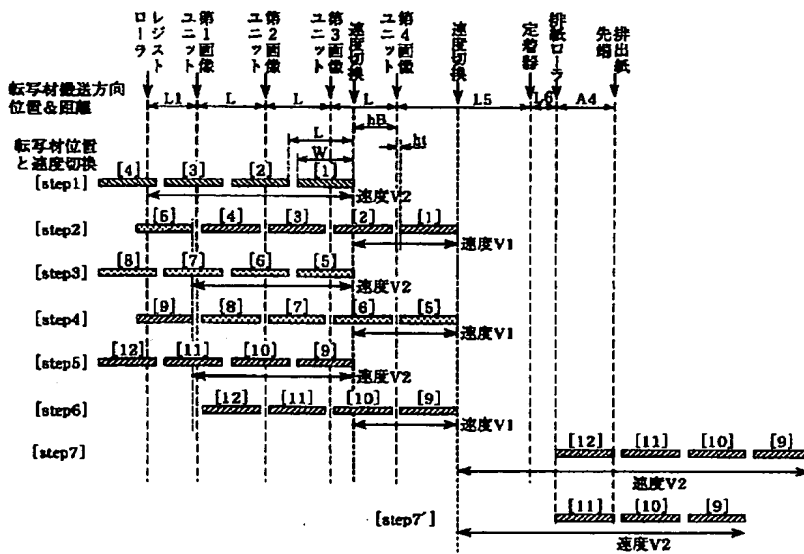 レジスト
ローラ
第1画像
ユニット
第2画像
ユニット
第3画像
ユニット
速度切換
第4画像
ユニット
速度切換
定着器
排紙ローラ
排出紙
先端
転写材搬送方向
位置&距離
L1 L L L L5 L6 A4
hB
転写材位置
と速度切換
L
W
ht
[step1] [4] [3] [2] [1]
速度V2
[step2] [5] [4] [3] [2] [1]
速度V1
[step3] [8] [7] [6] [5]
速度V2
[step4] [9] [8] [7] [6] [5]
速度V1
[step5] [12] [11] [10] [9]
速度V2
[step6] [12] [11] [10] [9]
速度V1
[step7] [12] [11] [10] [9]
速度V2
[step7'] [11] [10] [9]
速度V2